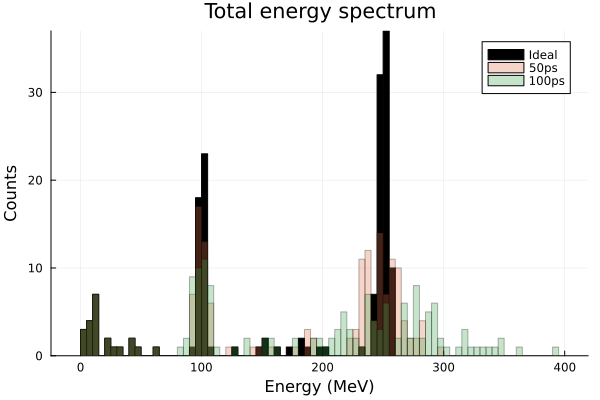 Total energy spectrum
Ideal
50ps
100ps
Counts
30
20
10
0
0 100 200 300 400
Energy (MeV)